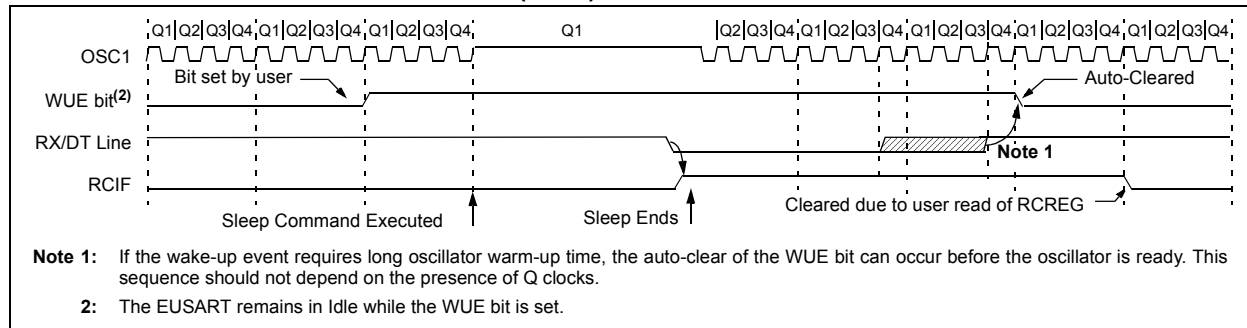 Q1 Q2 Q3 Q4 Q1 Q2 Q3 Q4 Q1 Q2 Q3 Q4 Q1 Q2 Q3 Q4 Q1 Q2 Q3 Q4 Q1 Q2 Q3 Q4 Q1 Q2 Q3 Q4 Q1 Q2 Q3 Q4
OSC1
Bit set by user
Auto-Cleared
WUE bit(2)
RX/DT Line
Note 1
RCIF
Sleep Command Executed
Sleep Ends
Cleared due to user read of RCREG
Note 1: If the wake-up event requires long oscillator warm-up time, the auto-clear of the WUE bit can occur before the oscillator is ready. This
sequence should not depend on the presence of Q clocks.
2: The EUSART remains in Idle while the WUE bit is set.